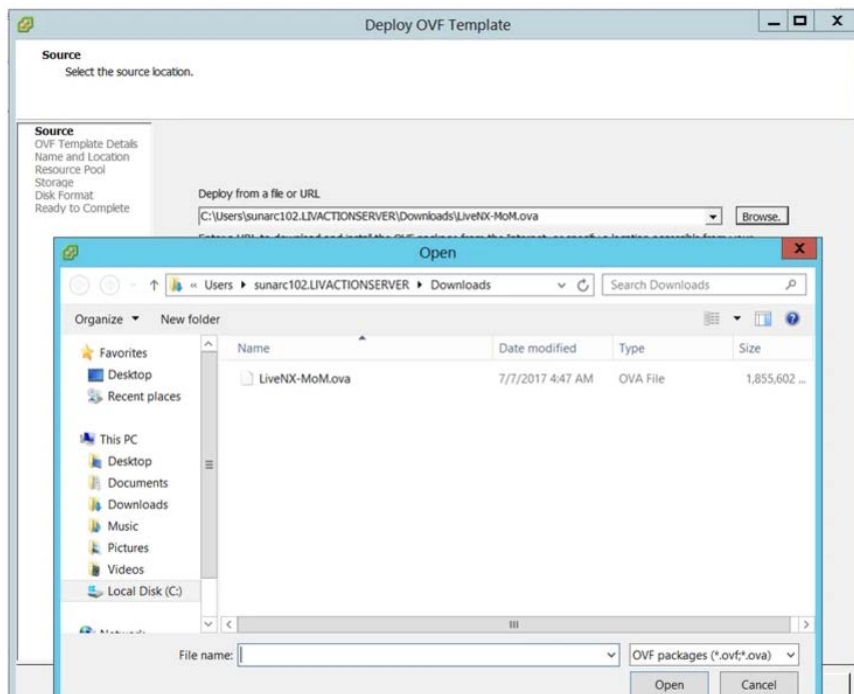 Deploy OVF Template
Source
Select the source location.
Source
OVF Template Details
Name and Location
Resource Pool
Storage
Disk Format
Ready to Complete
Deploy from a file or URL
C:\Users\sunarc102.LIVACTIONSERVER\Downloads\LiveNX-MoM.ova
Browse.
Open
« Users sunarc102.LIVACTIONSERVER Downloads
Search Downloads
Organize New folder
Name Date modified Type Size
Favorites
Desktop
Recent places
This PC
Desktop
Documents
Downloads
Music
Pictures
Videos
Local Disk (C:)
LiveNX-MoM.ova 7/7/2017 4:47 AM OVA File 1,855,602 ...
File name:
OVF packages (*.ovf;*.ova)
Open Cancel